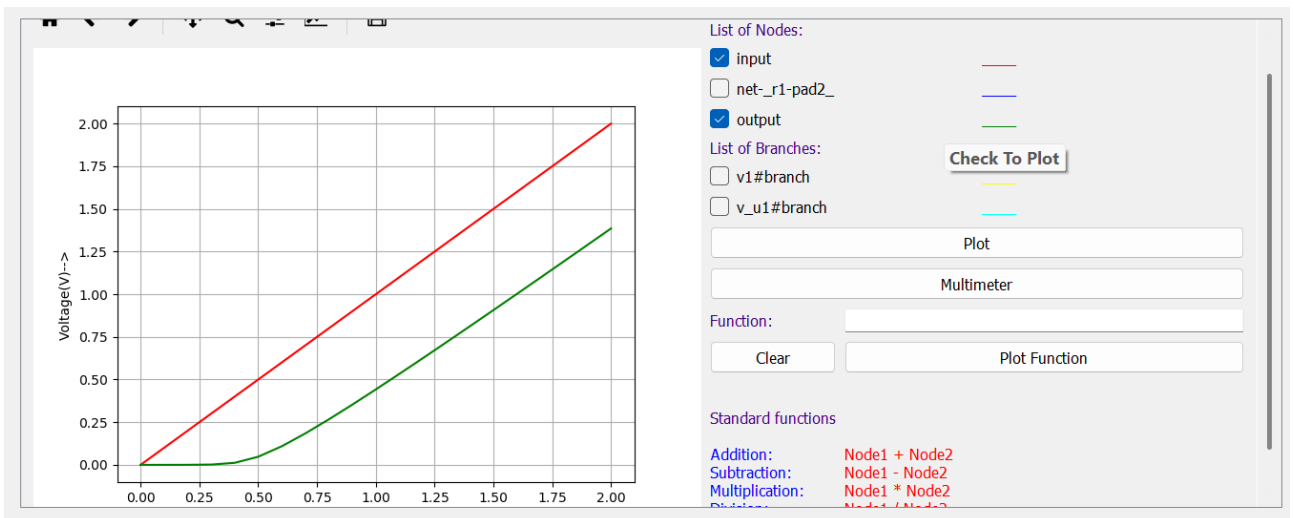 List of Nodes:
input
net-_r1-pad2_
output
List of Branches:
Check To Plot
v1#branch
v_u1#branch
Plot
Multimeter
Function:
Clear Plot Function
Standard functions
Addition: Node1 + Node2
Subtraction: Node1 - Node2
Multiplication: Node1 * Node2
Division: Node1 / Node2
2.00
1.75
1.50
1.25
1.00
0.75
0.50
0.25
0.00
Voltage(V)-->
0.00 0.25 0.50 0.75 1.00 1.25 1.50 1.75 2.00